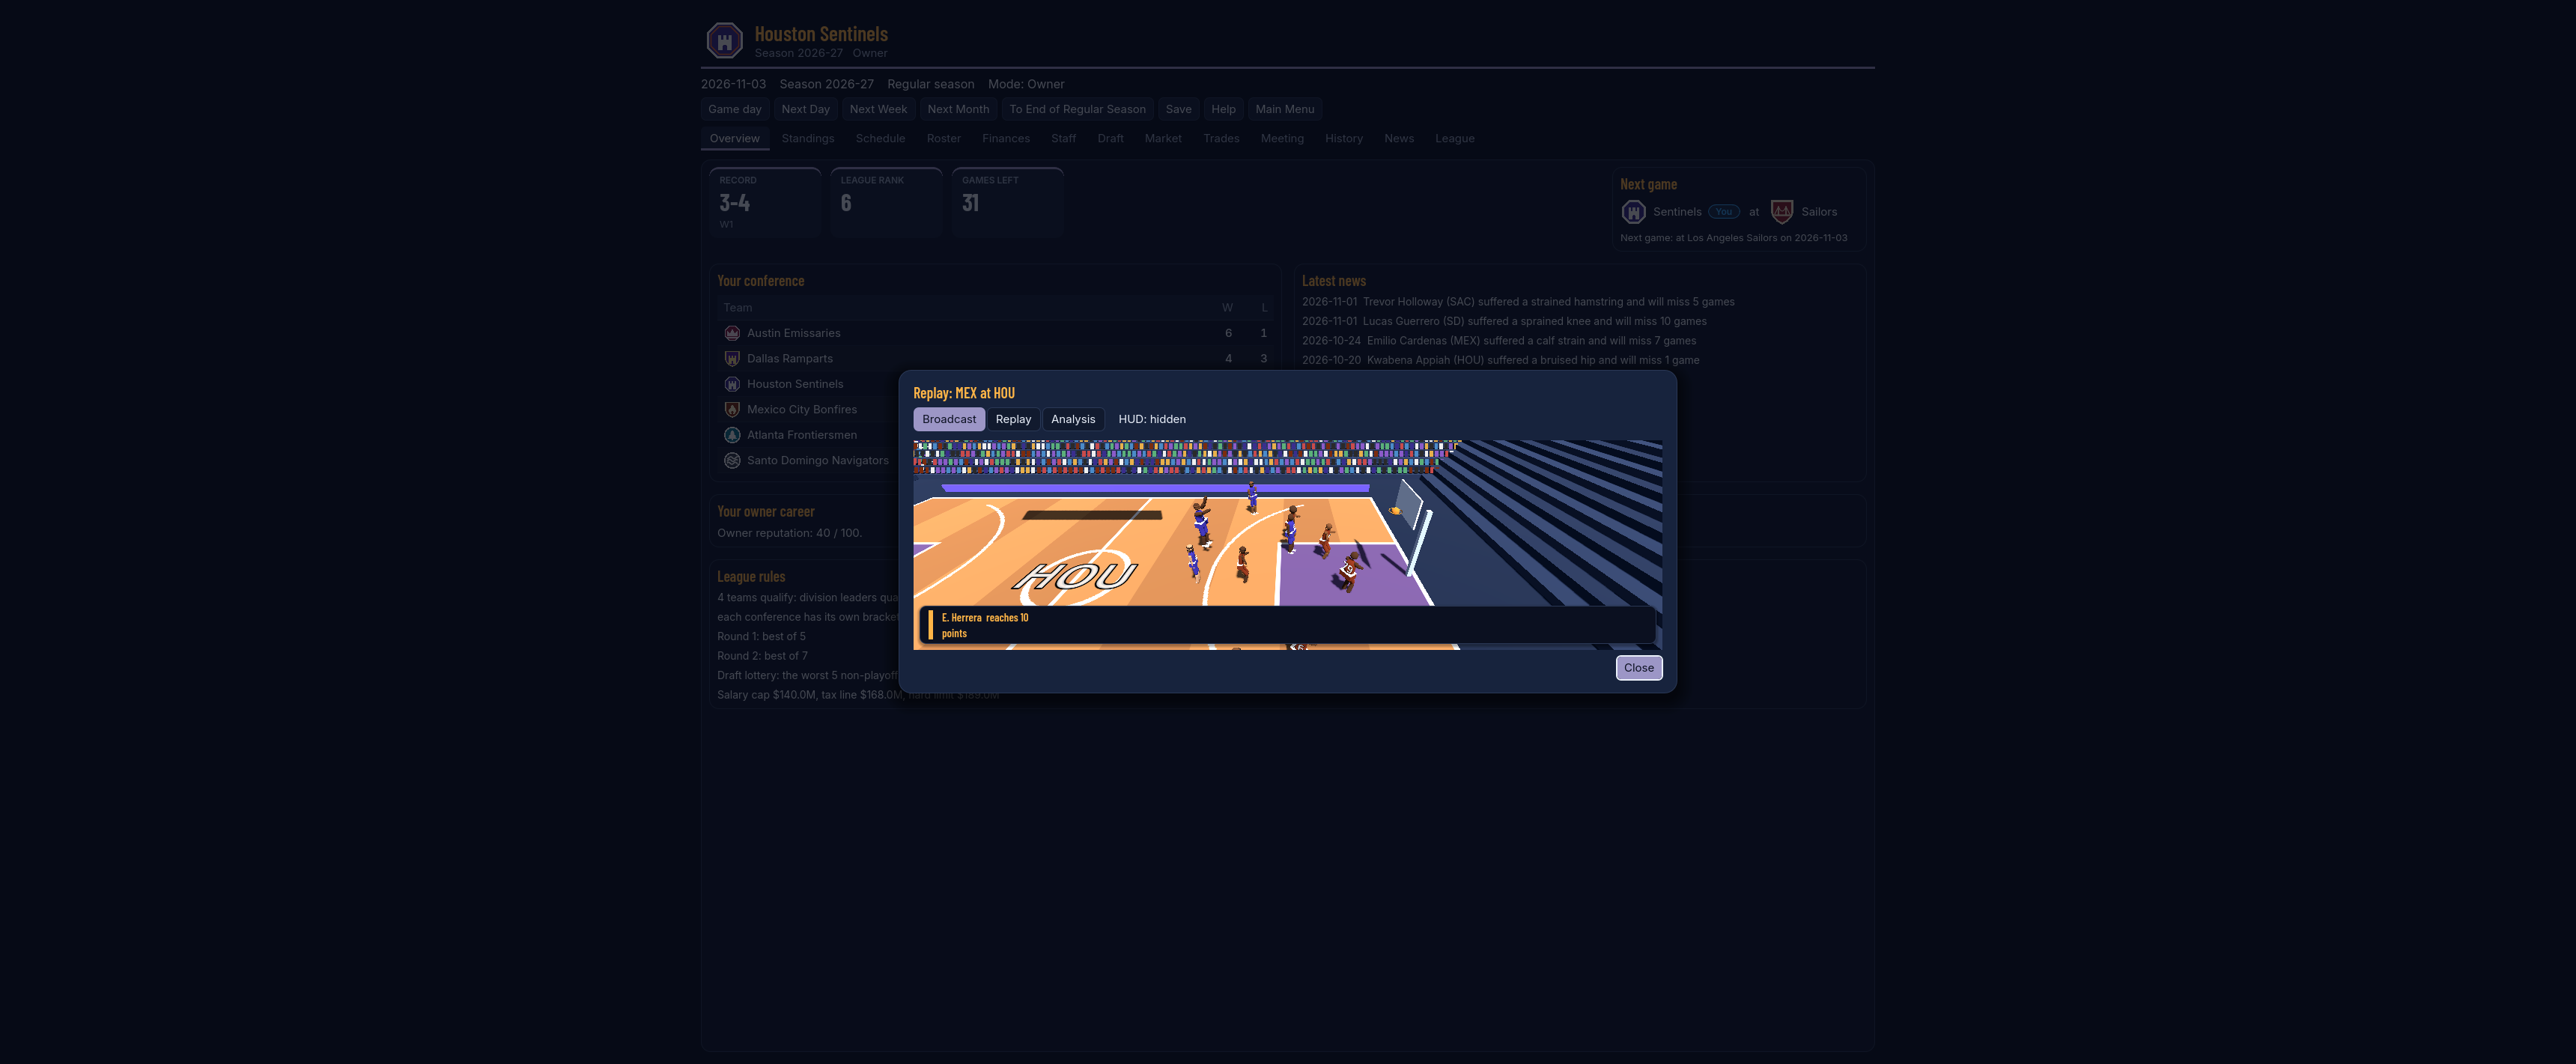 Houston Sentinels
Season 2026-27 Owner
2026-11-03 Season 2026-27 Regular season Mode: Owner
Game day Next Day Next Week Next Month To End of Regular Season Save Help Main Menu
Overview Standings Schedule Roster Finances Staff Draft Market Trades Meeting History News League
RECORD
3-4
W1
LEAGUE RANK
6
GAMES LEFT
31
Next game
Sentinels You at Sailors
Next game: at Los Angeles Sailors on 2026-11-03
Your conference
Team W L
Austin Emissaries 6 1
Dallas Ramparts 4 3
Houston Sentinels
Mexico City Bonfires
Atlanta Frontiersmen
Santo Domingo Navigators
Latest news
2026-11-01 Trevor Holloway (SAC) suffered a strained hamstring and will miss 5 games
2026-11-01 Lucas Guerrero (SD) suffered a sprained knee and will miss 10 games
2026-10-24 Emilio Cardenas (MEX) suffered a calf strain and will miss 7 games
2026-10-20 Kwabena Appiah (HOU) suffered a bruised hip and will miss 1 game
Your owner career
Owner reputation: 40 / 100.
League rules
4 teams qualify: division leaders qua
each conference has its own bracket
Round 1: best of 5
Round 2: best of 7
Draft lottery: the worst 5 non-playoff
Salary cap $140.0M, tax line $168.0M, hard limit $189.0M
Replay: MEX at HOU
Broadcast Replay Analysis HUD: hidden
HOU
E. Herrera reaches 10
points
Close